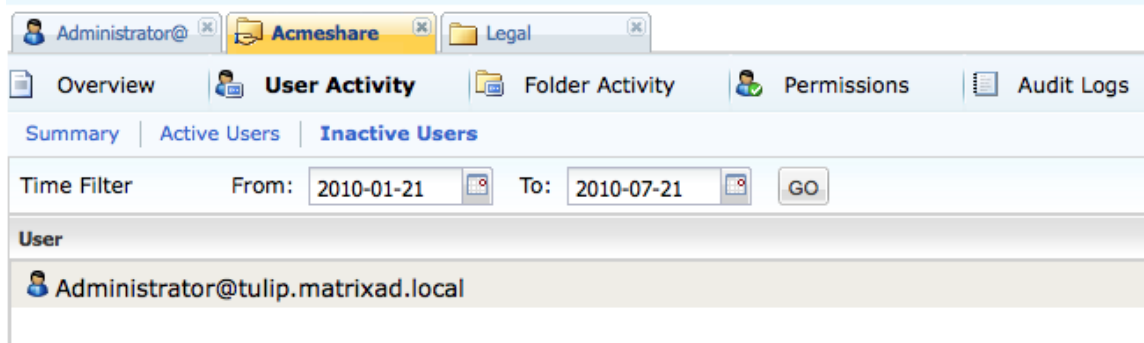 Administrator@ Acmeshare Legal
Overview User Activity Folder Activity Permissions Audit Logs
Summary Active Users Inactive Users
Time Filter From: 2010-01-21 To: 2010-07-21 GO
User
Administrator@tulip.matrixad.local